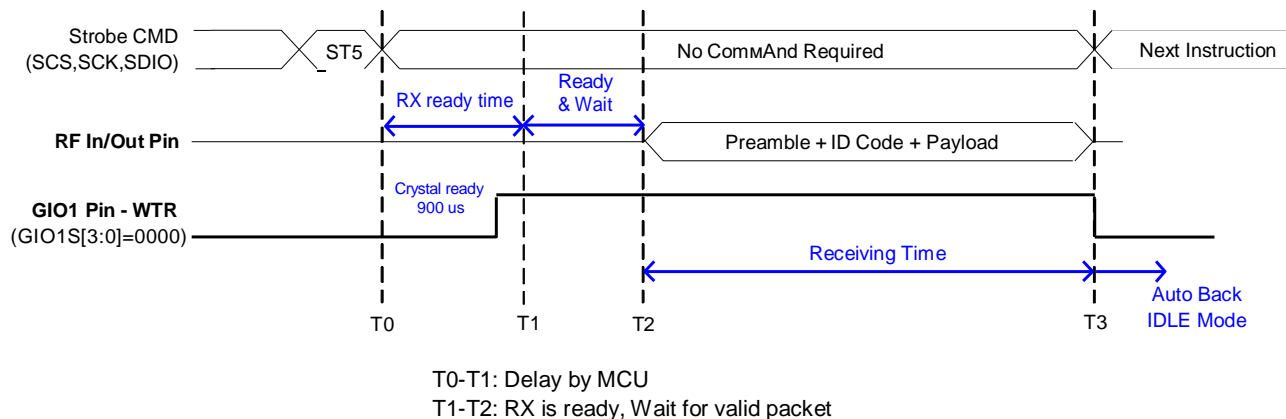 Strobe CMD
(SCS,SCK,SDIO)
_ST5
No ComмAnd Required
Next Instruction
RX ready time
Ready
& Wait
RF In/Out Pin
Preamble + ID Code + Payload
Crystal ready
900 us
GIO1 Pin - WTR
(GIO1S[3:0]=0000)
Receiving Time
Auto Back
IDLE Mode
T0
T1
T2
T3
T0-T1: Delay by MCU
T1-T2: RX is ready, Wait for valid packet